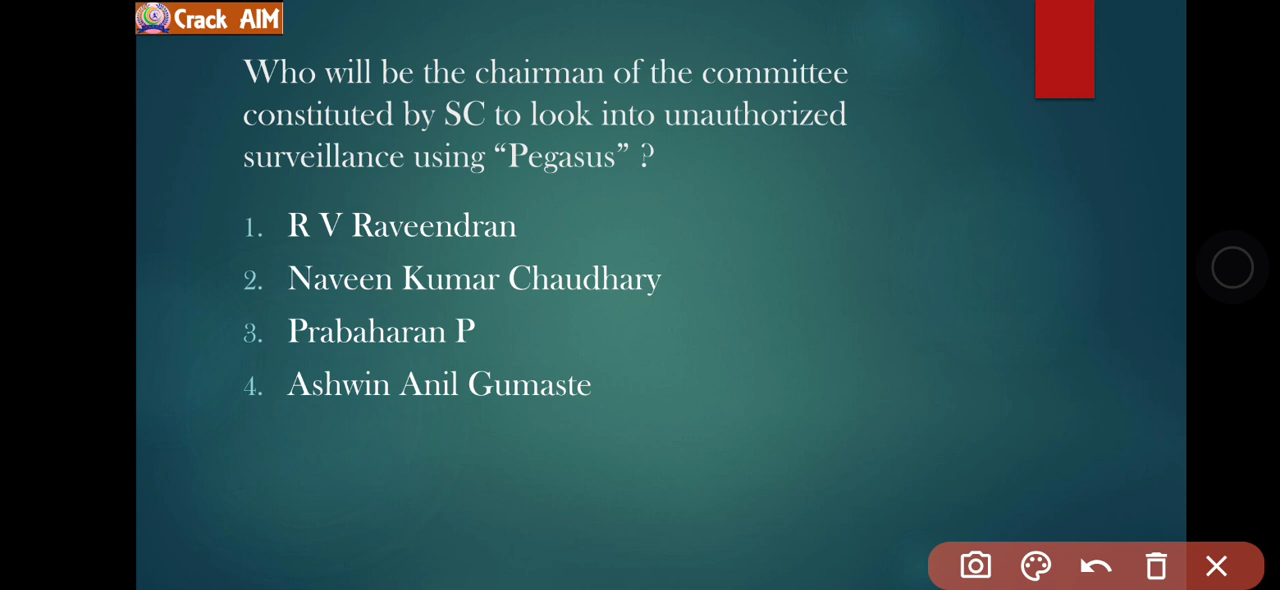 Crack AIM
Who will be the chairman of the committee
constituted by SC to look into unauthorized
surveillance using “Pegasus” ?
1. R V Raveendran
2. Naveen Kumar Chaudhary
3. Prabaharan P
4. Ashwin Anil Gumaste